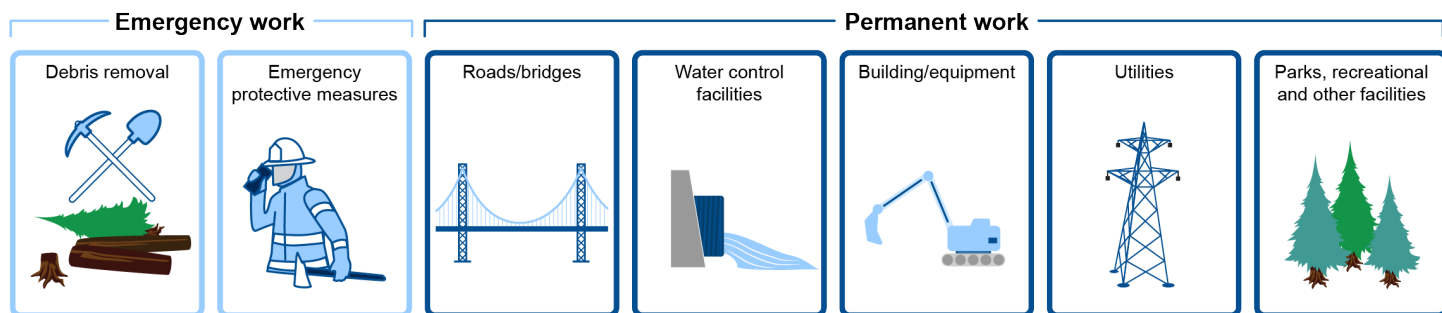 Emergency work
Permanent work
Debris removal
Emergency
protective measures
Roads/bridges
Water control
facilities
Building/equipment
Utilities
Parks, recreational
and other facilities